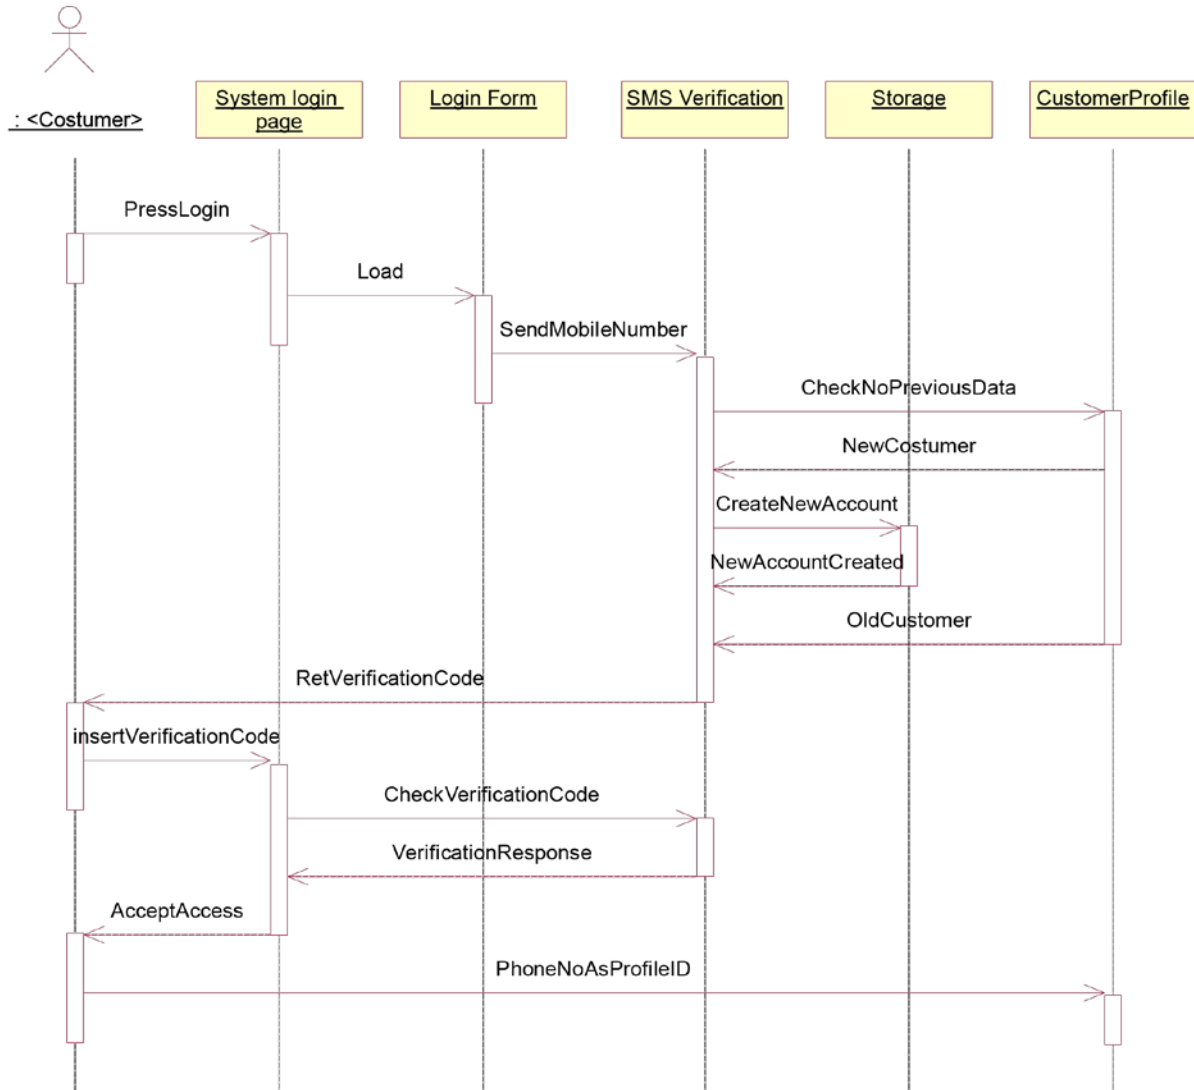 : <Costumer>
System login
page
Login Form
SMS Verification
Storage
CustomerProfile
PressLogin
Load
SendMobileNumber
CheckNoPreviousData
NewCostumer
CreateNewAccount
NewAccountCreated
OldCustomer
RetVerificationCode
insertVerificationCode
CheckVerificationCode
VerificationResponse
AcceptAccess
PhoneNoAsProfileID